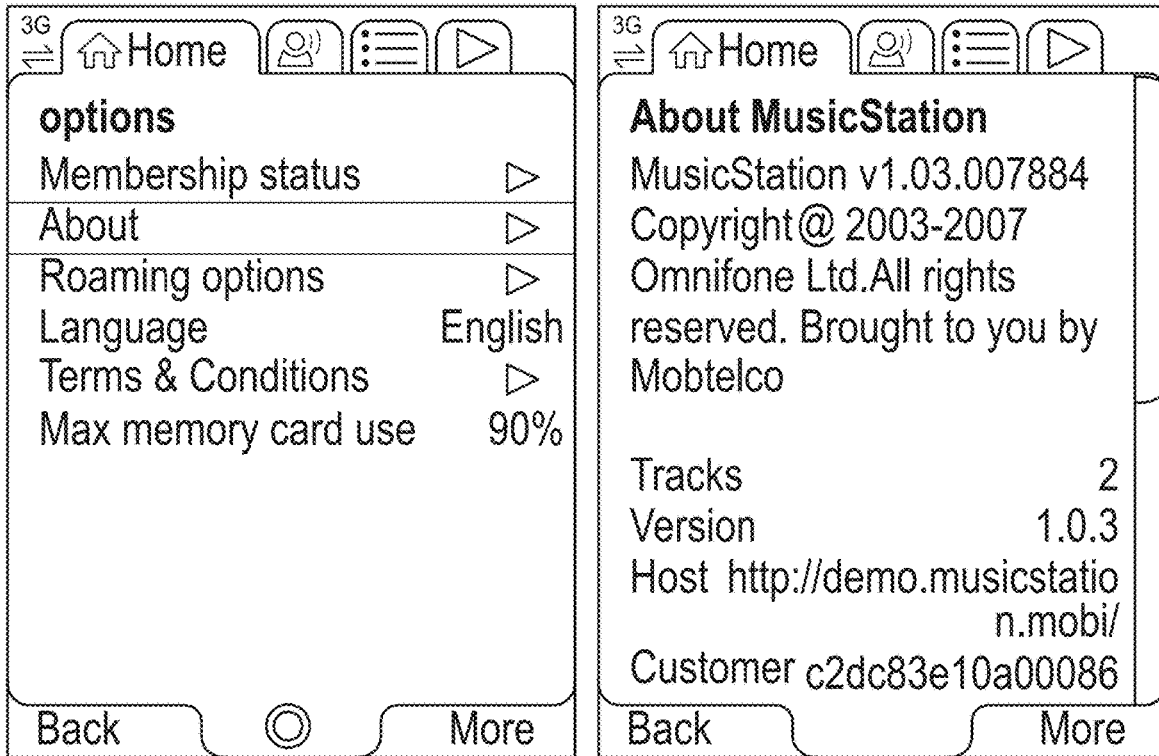 3G
Home
options
Membership status
About
Roaming options
Language English
Terms & Conditions
Max memory card use 90%
Back More
3G
Home
About MusicStation
MusicStation v1.03.007884
Copyright@ 2003-2007
Omnifone Ltd.All rights
reserved. Brought to you by
Mobtelco
Tracks 2
Version 1.0.3
Host http://demo.musicstatio
n.mobi/
Customer c2dc83e10a00086
Back More